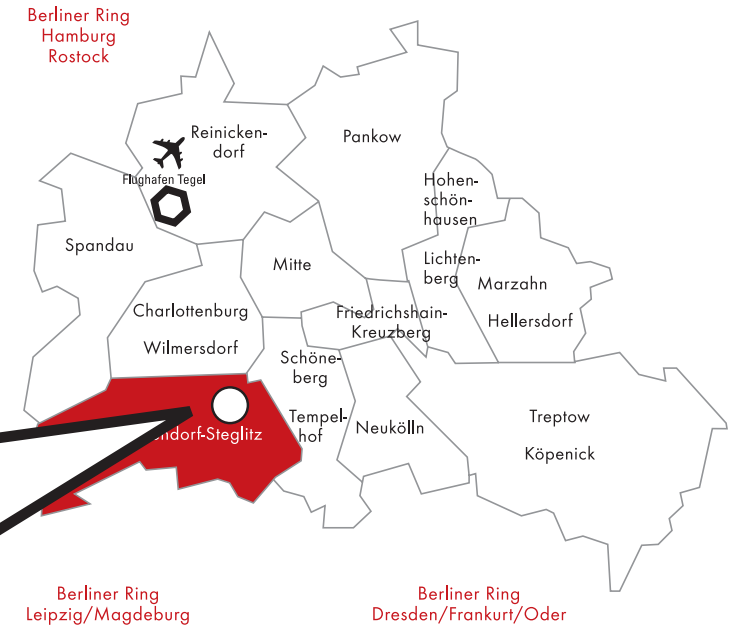 Berliner Ring
Hamburg
Rostock
Reinicken-
dorf
Flughafen Tegel
Pankow
Hohen-
schön-
hausen
Spandau
Mitte
Lichten-
berg
Marzahn
Hellersdorf
Charlottenburg
Wilmersdorf
Friedrichshain-
Kreuzberg
Schöne-
berg
Tempel-
hof
Neukölln
Treptow
Köpenick
ndorf-Steglitz
Berliner Ring
Leipzig/Magdeburg
Berliner Ring
Dresden/Frankurt/Oder